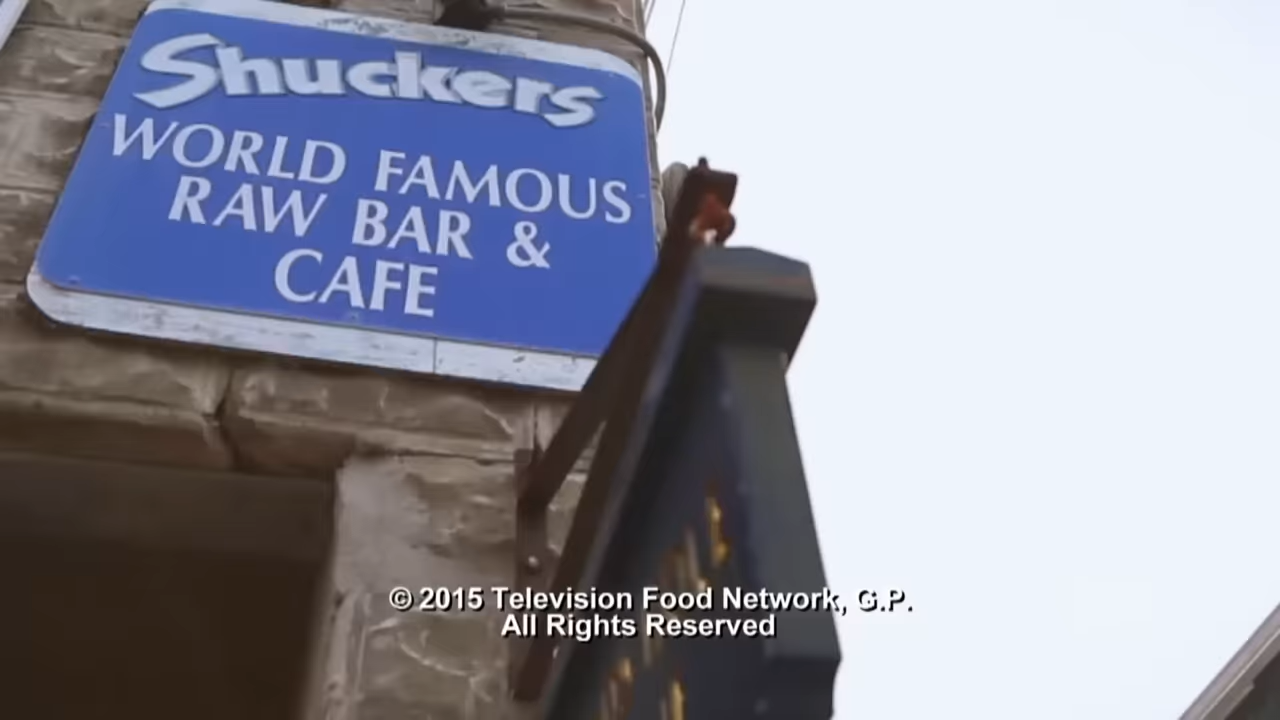 Shuckers
WORLD FAMOUS
RAW BAR &
CAFE
© 2015 Television Food Network, G.P.
All Rights Reserved